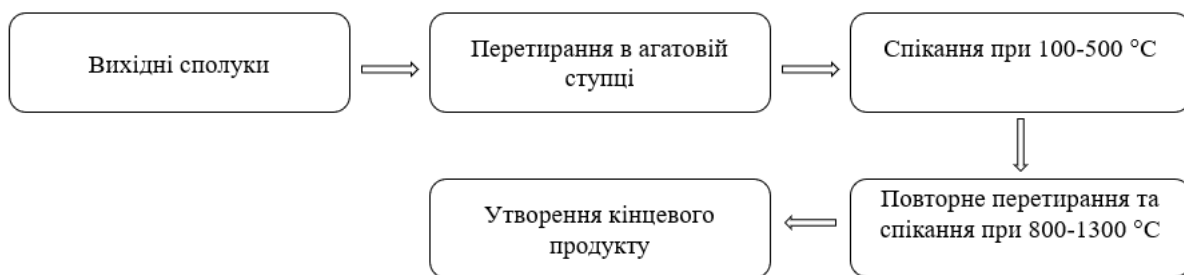 Вихідні сполуки
Перетирання в агатовій
ступці
Спікання при 100-500 °C
Повторне перетирання та
спікання при 800-1300 °C
Утворення кінцевого
продукту